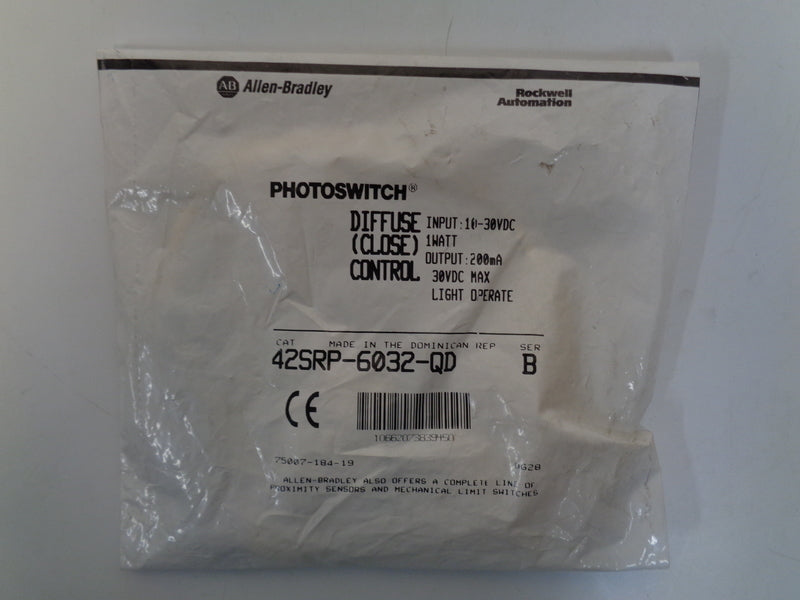 AB Allen-Bradley
Rockwell
Automation
PHOTOSWITCH®
DIFFUSE INPUT:10-30VDC
(CLOSE) 1WATT
OUTPUT:200mA
CONTROL 30VDC MAX
LIGHT OPERATE
CAT MADE IN THE DOMINICAN REP SER
42SRP-6032-QD B
CE
10662073839450
75007-184-19
ALLEN-BRADLEY ALSO OFFERS A COMPLETE LINE OF
PROXIMITY SENSORS AND MECHANICAL LIMIT SWITCHES